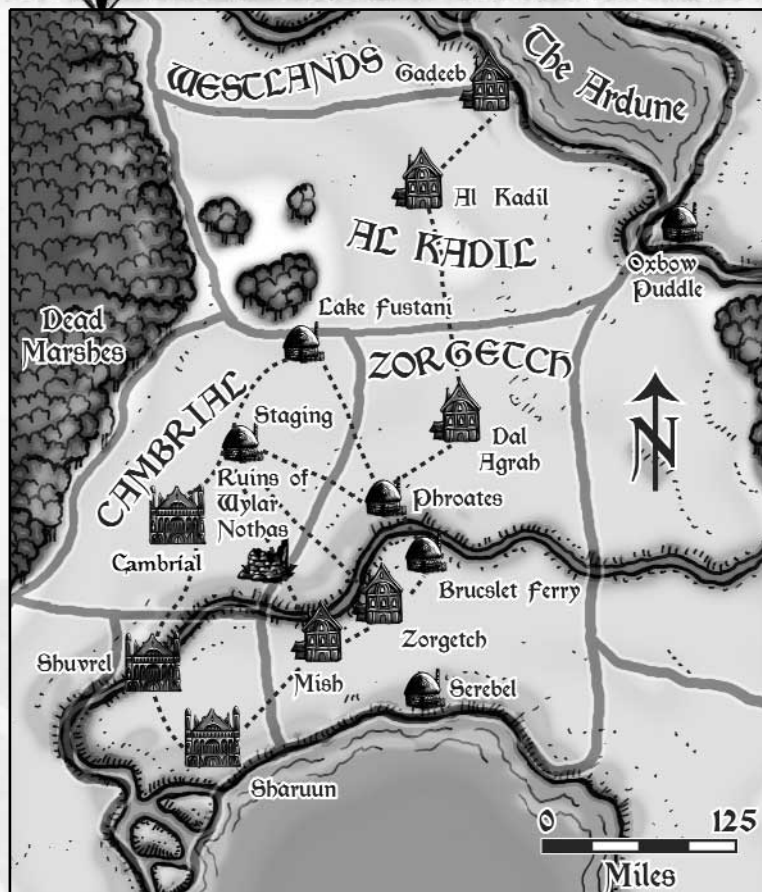 WESTLANDS
Gadeeb
The Ardune
Al Kadil
AL KADIL
Oxbow
Puddle
Lake Fustani
Dead
Marshes
ZORGETCH
CAMBRIAL
Staging
N
Dal
Agrah
Ruins of
Wylar
Nothas
Phroates
Cambrial
Brucslet Ferry
Zorgetch
Shuvrel
Mish
Serebel
Sharuun
0 125
Miles